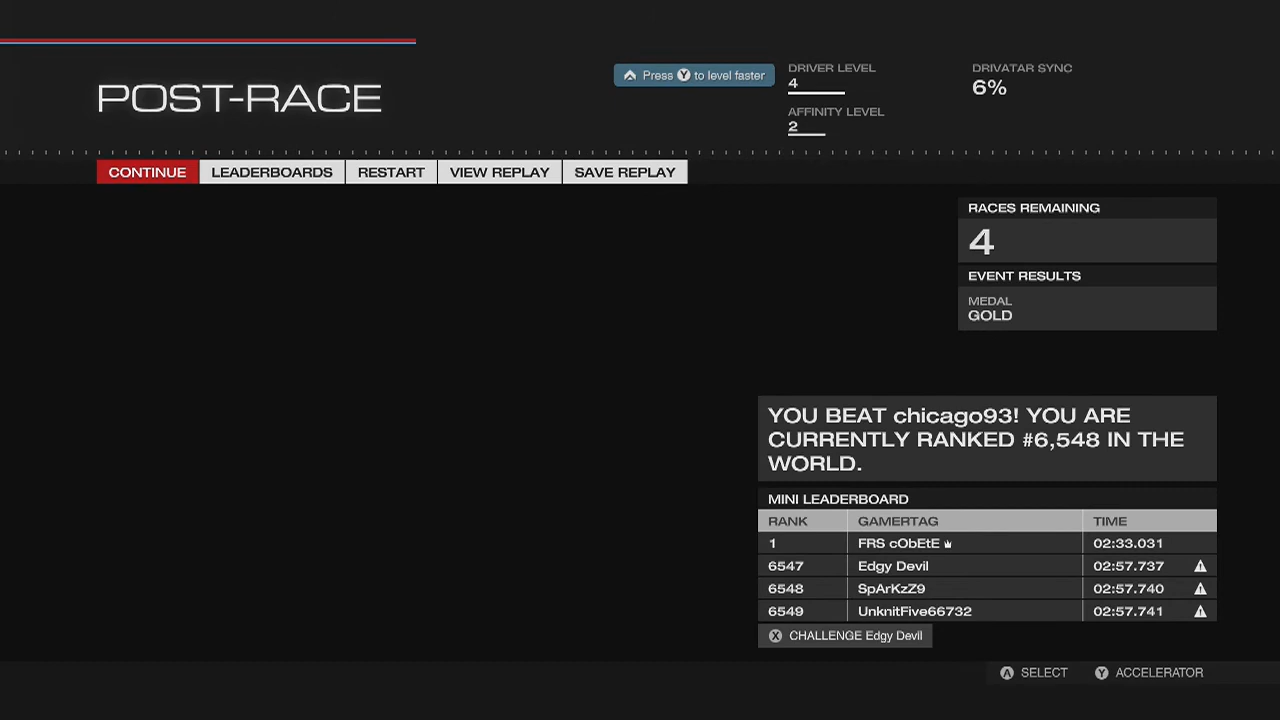 POST-RACE
Press Y to level faster
DRIVER LEVEL
4
AFFINITY LEVEL
2
DRIVATAR SYNC
6%
CONTINUE LEADERBOARDS RESTART VIEW REPLAY SAVE REPLAY
RACES REMAINING
4
EVENT RESULTS
MEDAL
GOLD
YOU BEAT chicago93! YOU ARE
CURRENTLY RANKED #6,548 IN THE
WORLD.
MINI LEADERBOARD
RANK GAMERTAG TIME
1 FRS cObEtE 02:33.031
6547 Edgy Devil 02:57.737
6548 SpArKzZ9 02:57.740
6549 UnknitFive66732 02:57.741
X CHALLENGE Edgy Devil
A SELECT Y ACCELERATOR